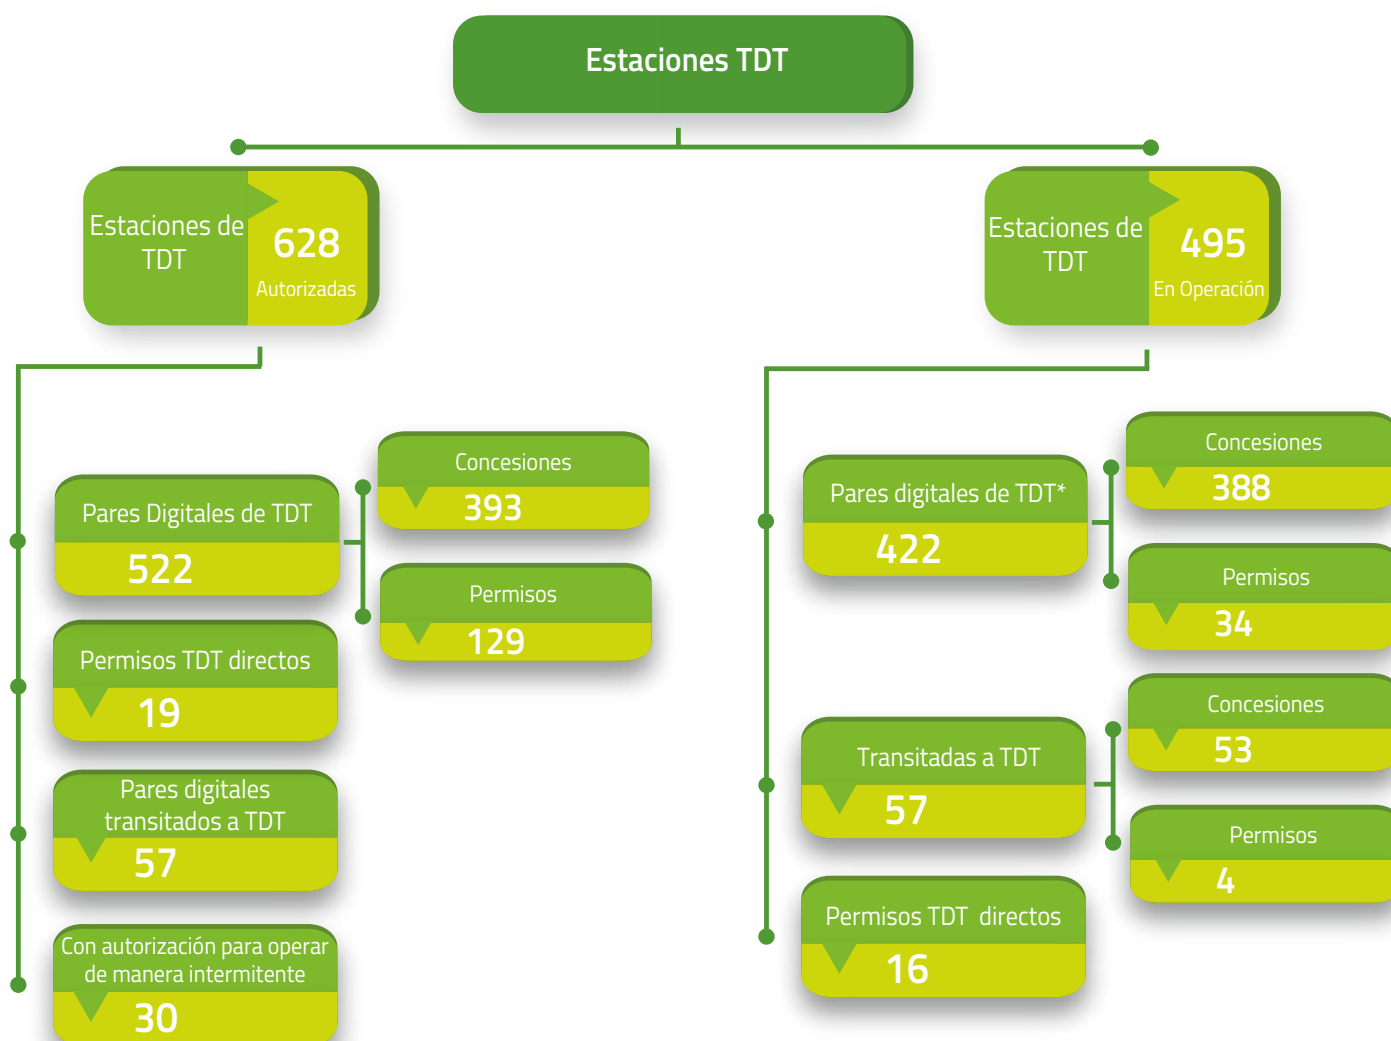 Estaciones TDT
Estaciones de
TDT
628
Autorizadas
Pares Digitales de TDT
522
Concesiones
393
Permisos
129
Permisos TDT directos
19
Pares digitales
transitados a TDT
57
Con autorización para operar
de manera intermitente
30
Estaciones de
TDT
495
En Operación
Pares digitales de TDT*
422
Concesiones
388
Permisos
34
Transitadas a TDT
57
Concesiones
53
Permisos
4
Permisos TDT directos
16